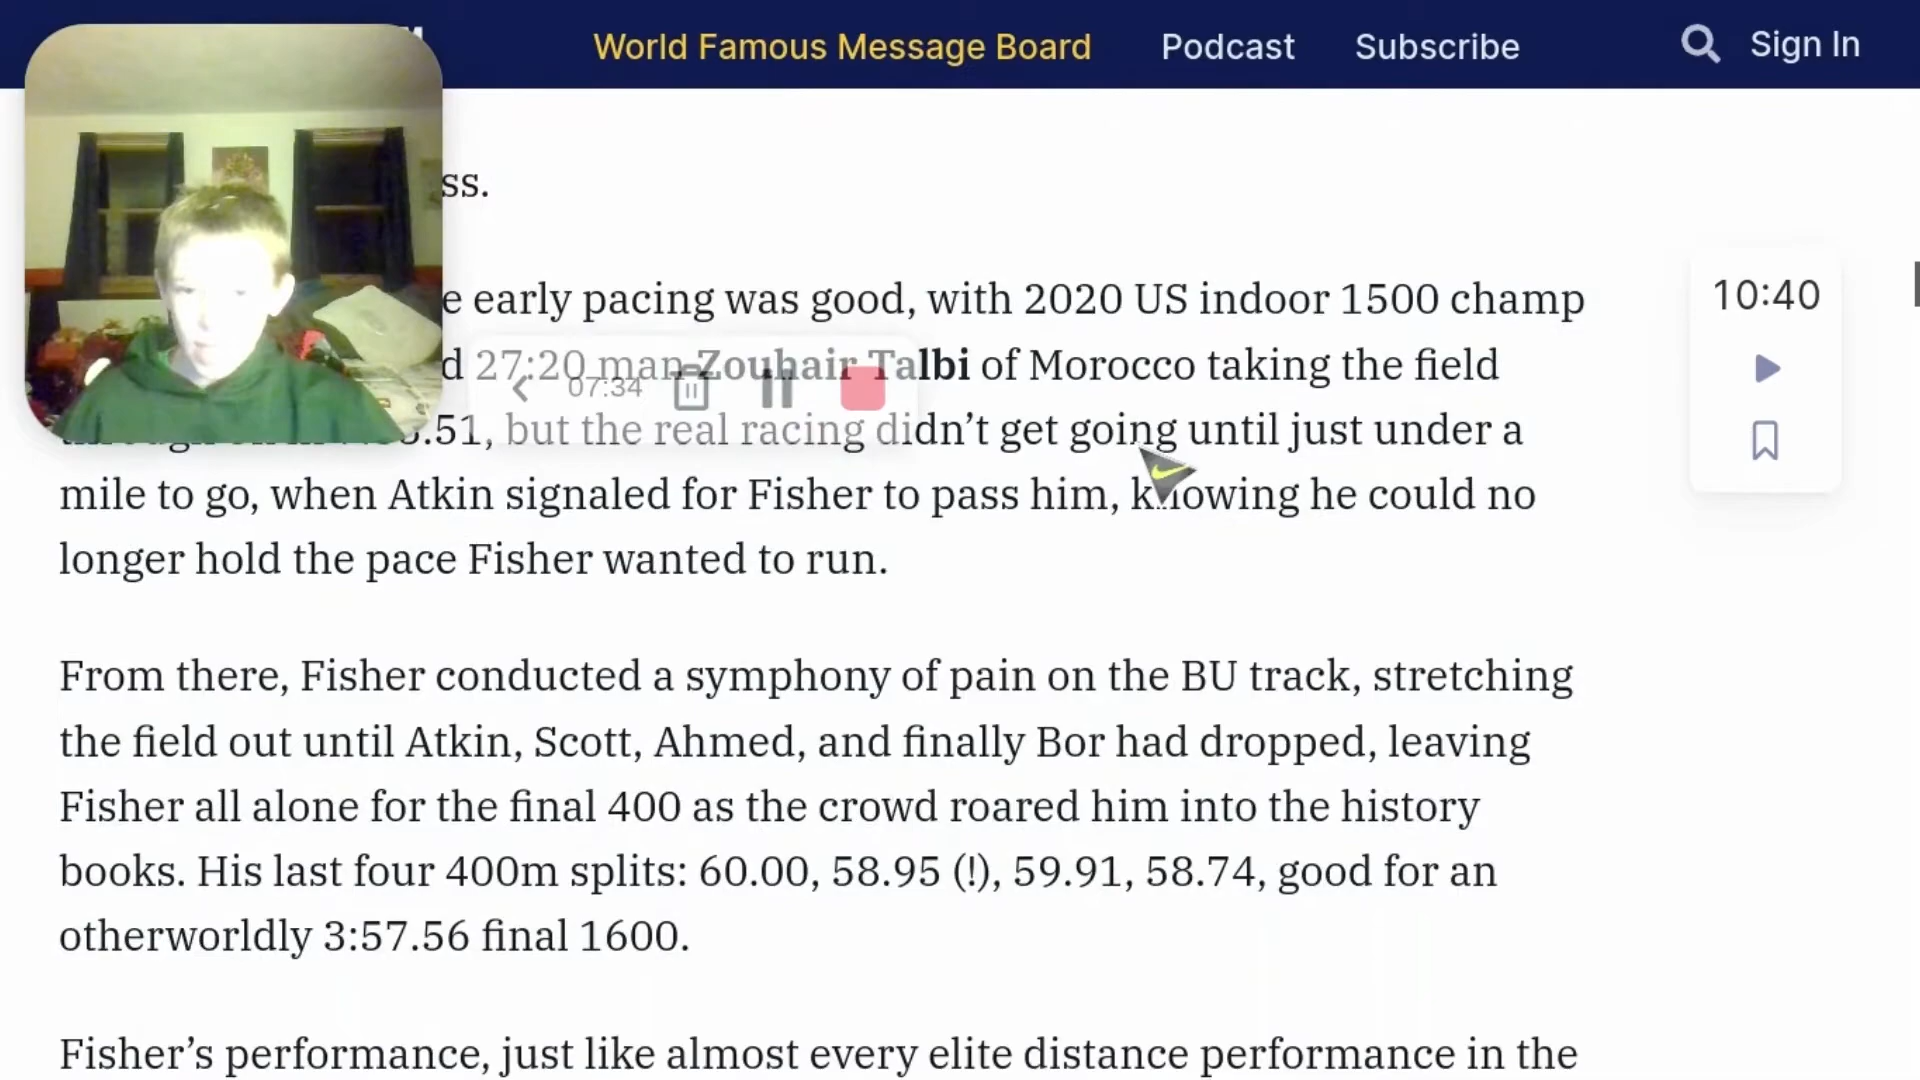 World Famous Message Board Podcast Subscribe Sign In
ss.
10:40
e early pacing was good, with 2020 US indoor 1500 champ
d 27:20 man Zouhair Talbi of Morocco taking the field
07:34
.51, but the real racing didn’t get going until just under a
mile to go, when Atkin signaled for Fisher to pass him, knowing he could no
longer hold the pace Fisher wanted to run.
From there, Fisher conducted a symphony of pain on the BU track, stretching
the field out until Atkin, Scott, Ahmed, and finally Bor had dropped, leaving
Fisher all alone for the final 400 as the crowd roared him into the history
books. His last four 400m splits: 60.00, 58.95 (!), 59.91, 58.74, good for an
otherworldly 3:57.56 final 1600.
Fisher’s performance, just like almost every elite distance performance in the